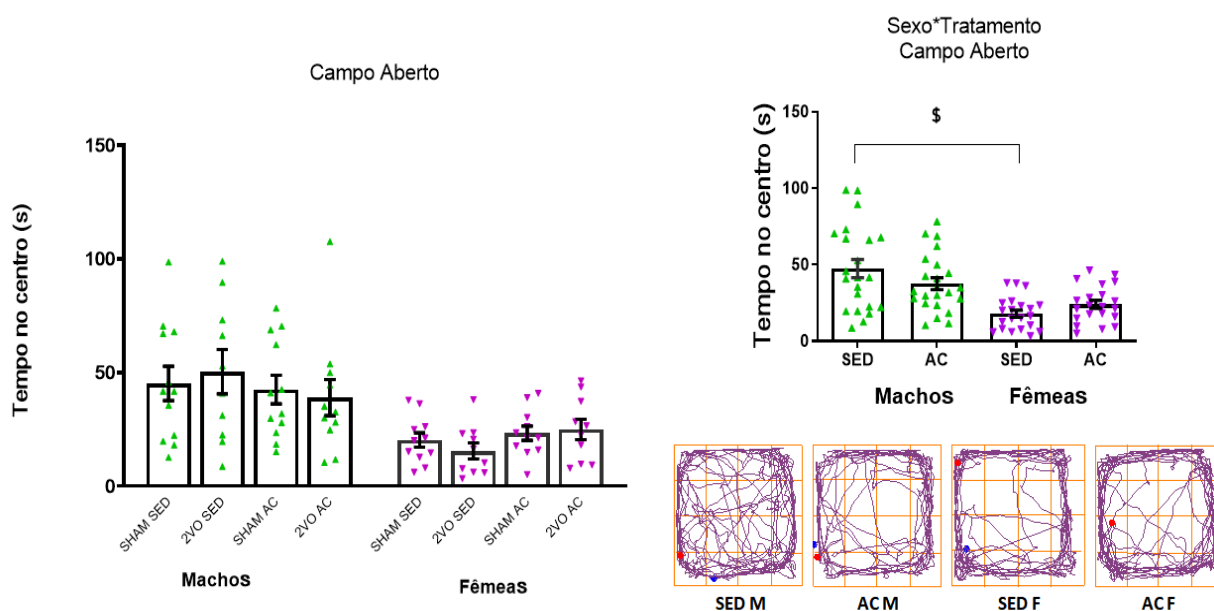 Campo Aberto
Tempo no centro (s)
150
100
50
0
SHAM SED
2VO SED
SHAM AC
2VO AC
SHAM SED
2VO SED
SHAM AC
2VO AC
Machos
Fêmeas
Sexo*Tratamento
Campo Aberto
Tempo no centro (s)
150
100
50
0
$
SED
AC
SED
AC
Machos
Fêmeas
SED M
AC M
SED F
AC F